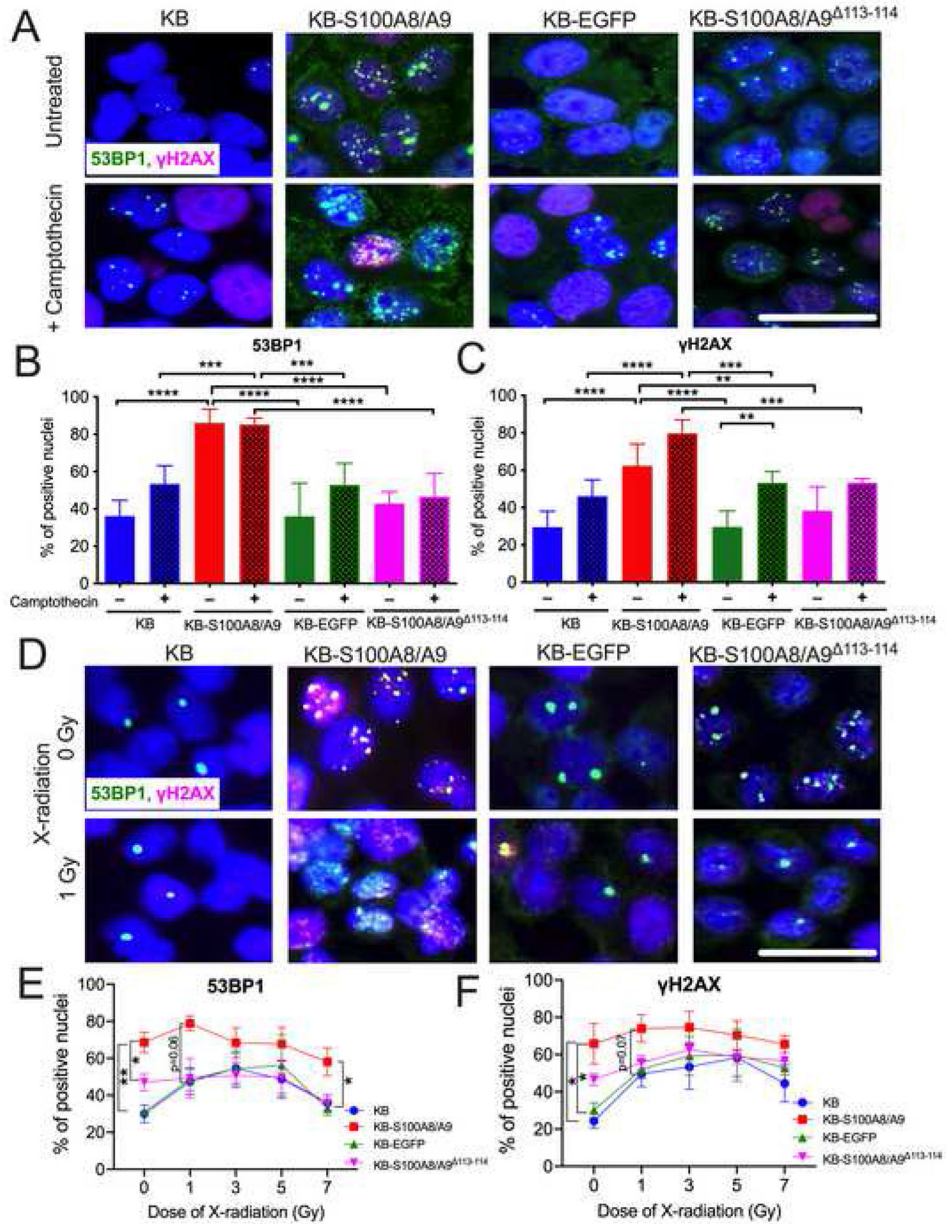 A
KB
KB-S100A8/A9
KB-EGFP
KB-S100A8/A9Δ113-114
Untreated
53BP1, γH2AX
+ Camptothecin
B
53BP1
***
***
****
****
****
****
% of positive nuclei
100
80
60
40
20
0
Camptothecin
– + – + – + – +
KB
KB-S100A8/A9
KB-EGFP
KB-S100A8/A9Δ113-114
C
γH2AX
****
***
**
****
****
***
**
% of positive nuclei
100
80
60
40
20
0
– + – + – + – +
KB
KB-S100A8/A9
KB-EGFP
KB-S100A8/A9Δ113-114
D
KB
KB-S100A8/A9
KB-EGFP
KB-S100A8/A9Δ113-114
X-radiation
0 Gy
53BP1, γH2AX
1 Gy
E
53BP1
% of positive nuclei
100
80
60
40
20
0
**
*
p=0.06
*
0 1 3 5 7
Dose of X-radiation (Gy)
KB
KB-S100A8/A9
KB-EGFP
KB-S100A8/A9Δ113-114
F
γH2AX
% of positive nuclei
100
80
60
40
20
0
*
*
p=0.07
0 1 3 5 7
Dose of X-radiation (Gy)
KB
KB-S100A8/A9
KB-EGFP
KB-S100A8/A9Δ113-114